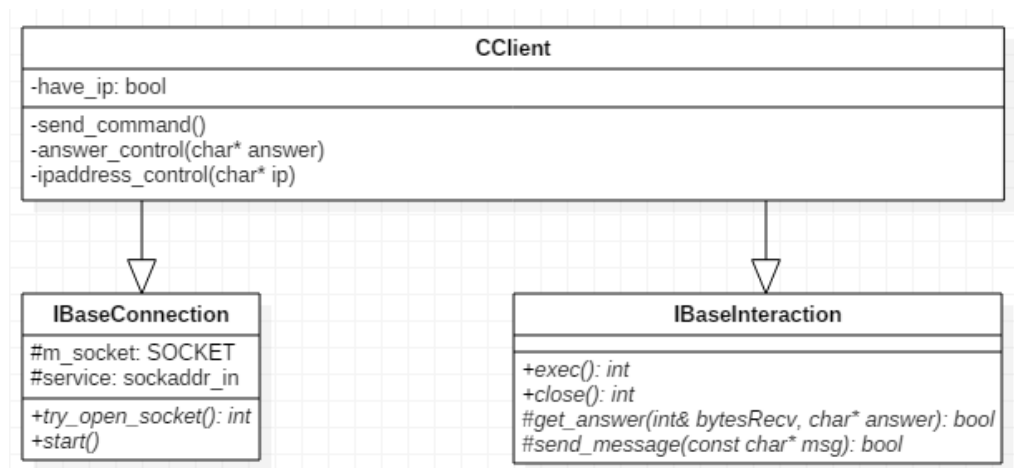 CClient
-have_ip: bool
-send_command()
-answer_control(char* answer)
-ipaddress_control(char* ip)
IBaseConnection
#m_socket: SOCKET
#service: sockaddr_in
+try_open_socket(): int
+start()
IBaseInteraction
+exec(): int
+close(): int
#get_answer(int& bytesRecv, char* answer): bool
#send_message(const char* msg): bool